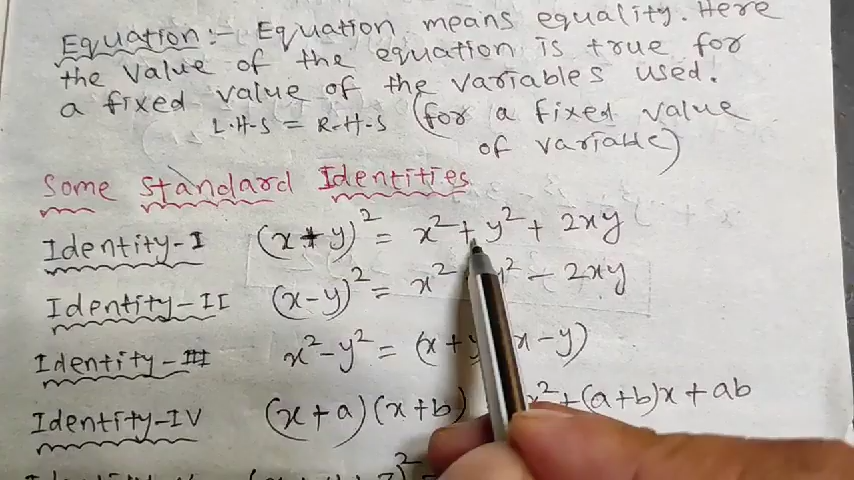 Equation :- Equation means equality. Here
the value of the equation is true for
a fixed value of the variables used.
L.H-S = R-H-S (for a fixed value
of variable)
Some Standard Identities
Identity-I (x+y)² = x²+y²+2xy
Identity-II (x-y)² = x² y² - 2xy
Identity-III x²-y² = (x+y x-y)
Identity-IV (x+a)(x+b) x²+(a+b)x+ab